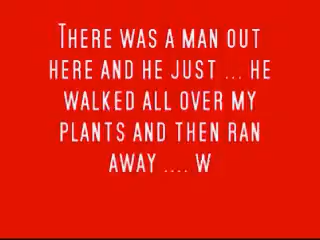 There was a man out
here and he just ... he
walked all over my
plants and then ran
away .... w